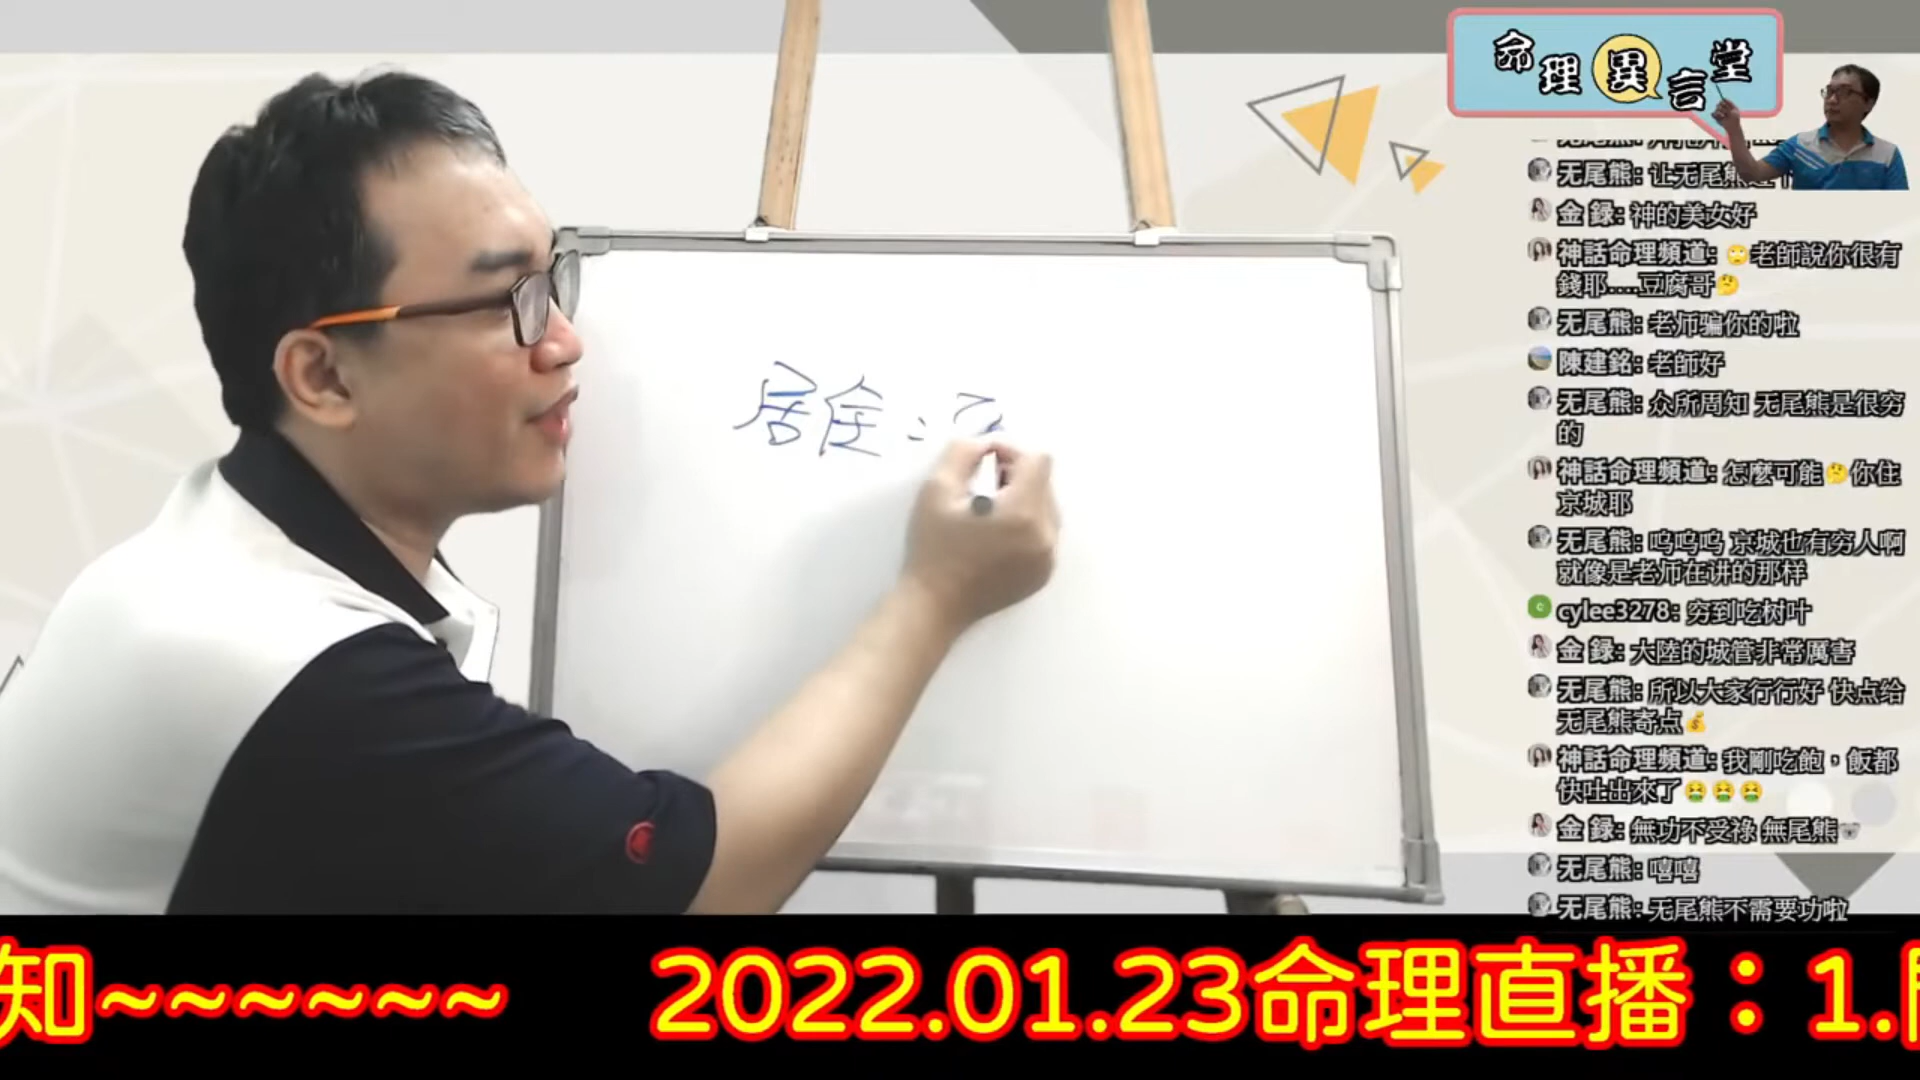 命理異言堂
无尾熊: 让无尾熊
金 録: 神的美女好
神話命理頻道: 🙄老師說你很有
錢耶....豆腐哥🤔
无尾熊: 老师骗你的啦
陳建銘: 老師好
无尾熊: 众所周知 无尾熊是很穷
的
神話命理頻道: 怎麼可能🤔你住
京城耶
无尾熊: 呜呜呜 京城也有穷人啊
就像是老师在讲的那样
cylee3278: 穷到吃树叶
金 録: 大陸的城管非常厲害
无尾熊: 所以大家行行好 快点给
无尾熊寄点💰
神話命理頻道: 我剛吃飽，飯都
快吐出來了🤮🤮🤮
金 録: 無功不受祿 無尾熊🐨
无尾熊: 嘻嘻
无尾熊: 无尾熊不需要功啦
居住:
知~~~~~~ 2022.01.23命理直播：1.